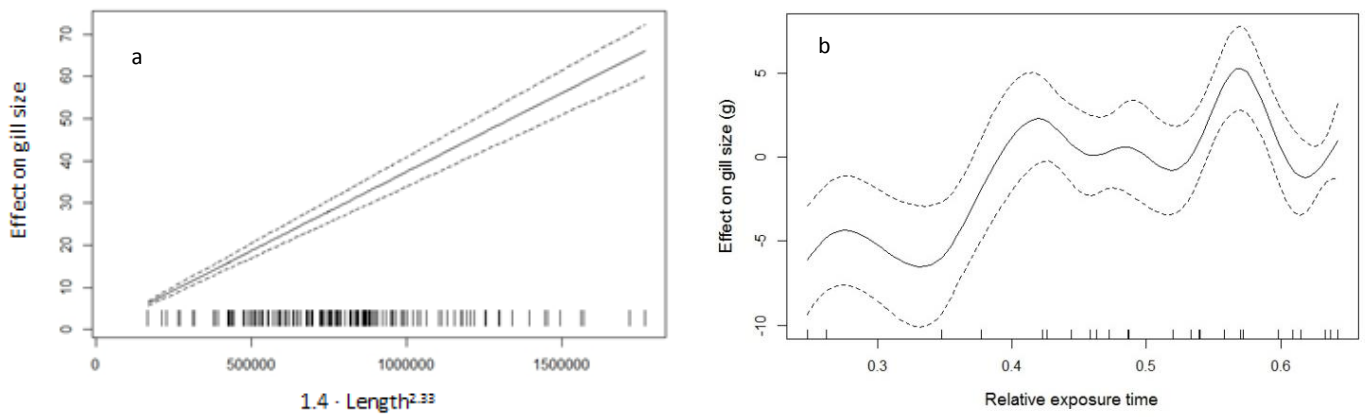 a
Effect on gill size
70
60
50
40
30
20
10
0
0 500000 1000000 1500000
1.4 · Length²·³³
b
Effect on gill size (g)
5
0
-5
-10
0.3 0.4 0.5 0.6
Relative exposure time